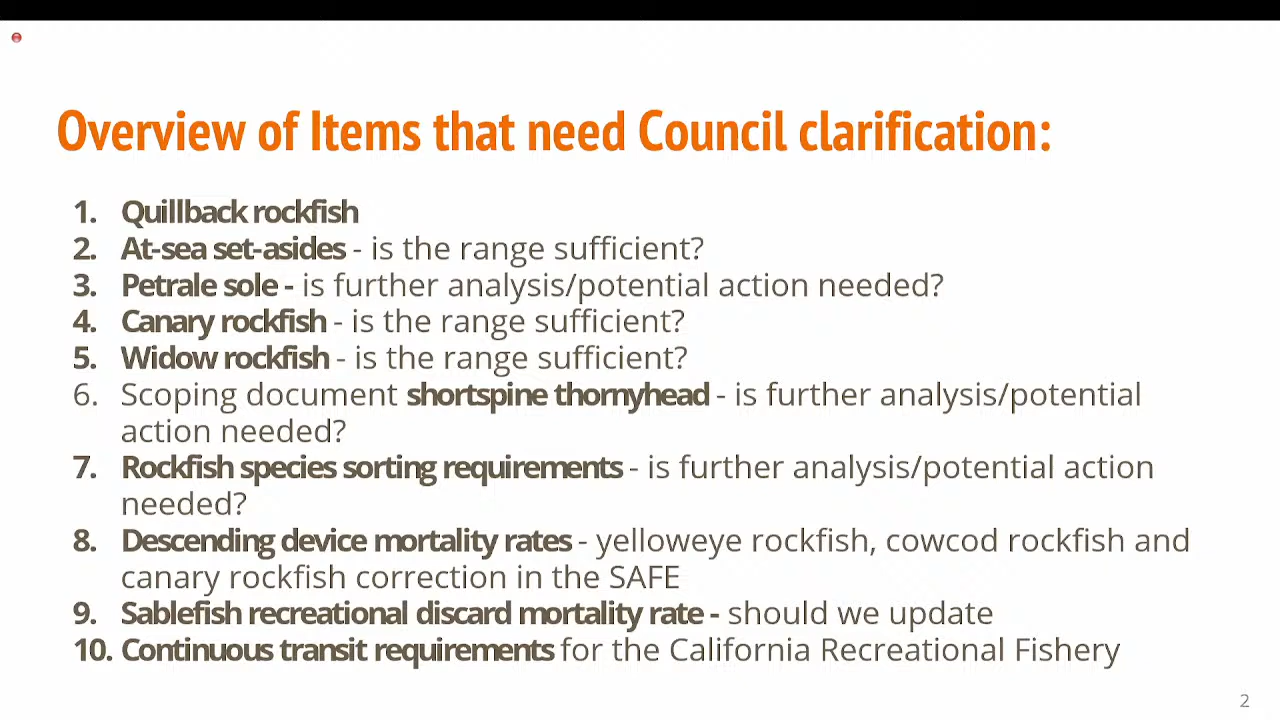 Overview of Items that need Council clarification:
1. Quillback rockfish
2. At-sea set-asides - is the range sufficient?
3. Petrale sole - is further analysis/potential action needed?
4. Canary rockfish - is the range sufficient?
5. Widow rockfish - is the range sufficient?
6. Scoping document shortspine thornyhead - is further analysis/potential
action needed?
7. Rockfish species sorting requirements - is further analysis/potential action
needed?
8. Descending device mortality rates - yelloweye rockfish, cowcod rockfish and
canary rockfish correction in the SAFE
9. Sablefish recreational discard mortality rate - should we update
10. Continuous transit requirements for the California Recreational Fishery
2